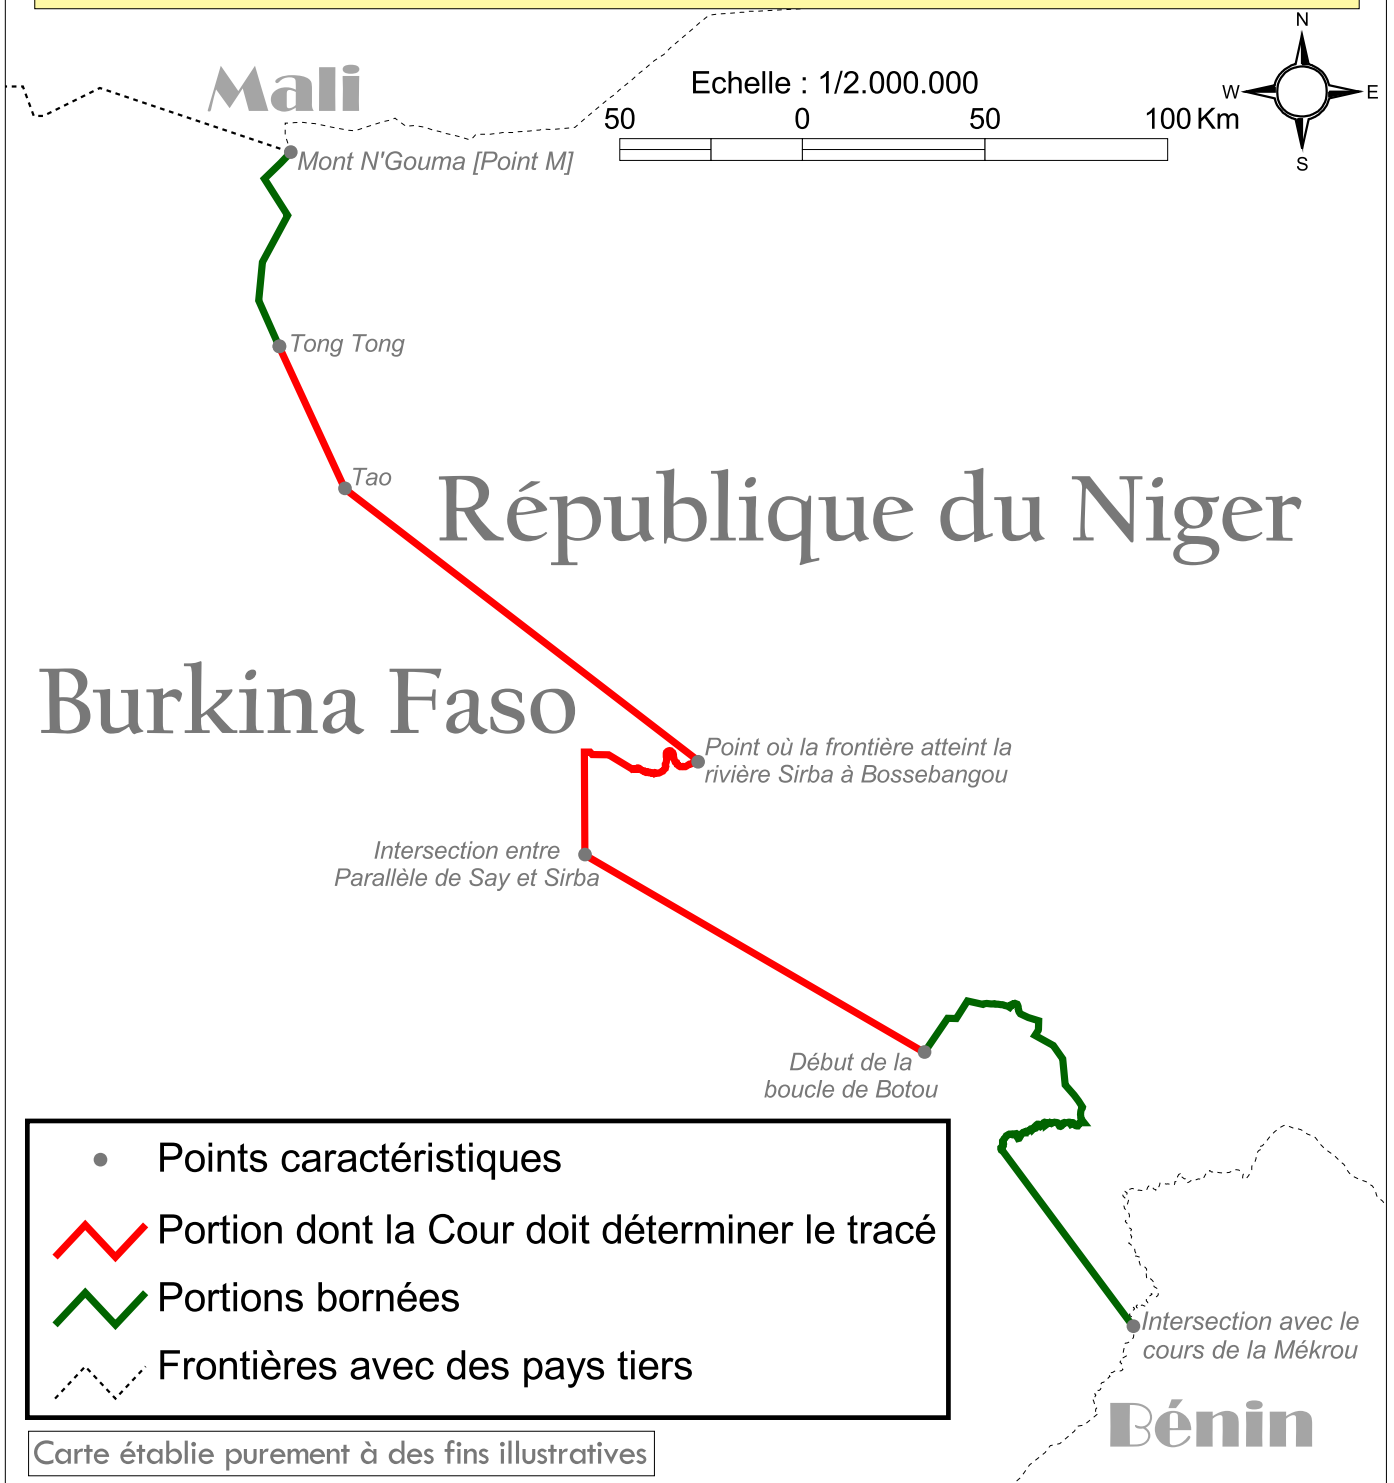 N
Mali
Echelle : 1/2.000.000
W
E
50 0 50 100 Km
S
Mont N'Gouma [Point M]
Tong Tong
Tao
République du Niger
Burkina Faso
Point où la frontière atteint la
rivière Sirba à Bossebangou
Intersection entre
Parallèle de Say et Sirba
Début de la
boucle de Botou
Points caractéristiques
Portion dont la Cour doit déterminer le tracé
Portions bornées
Frontières avec des pays tiers
Intersection avec le
cours de la Mékrou
Bénin
Carte établie purement à des fins illustratives